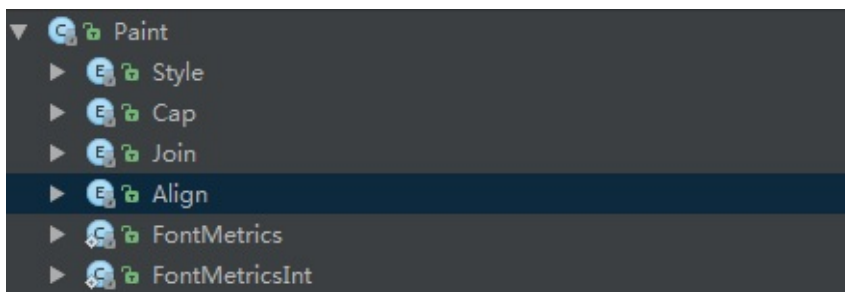 Paint
Style
Cap
Join
Align
FontMetrics
FontMetricsInt